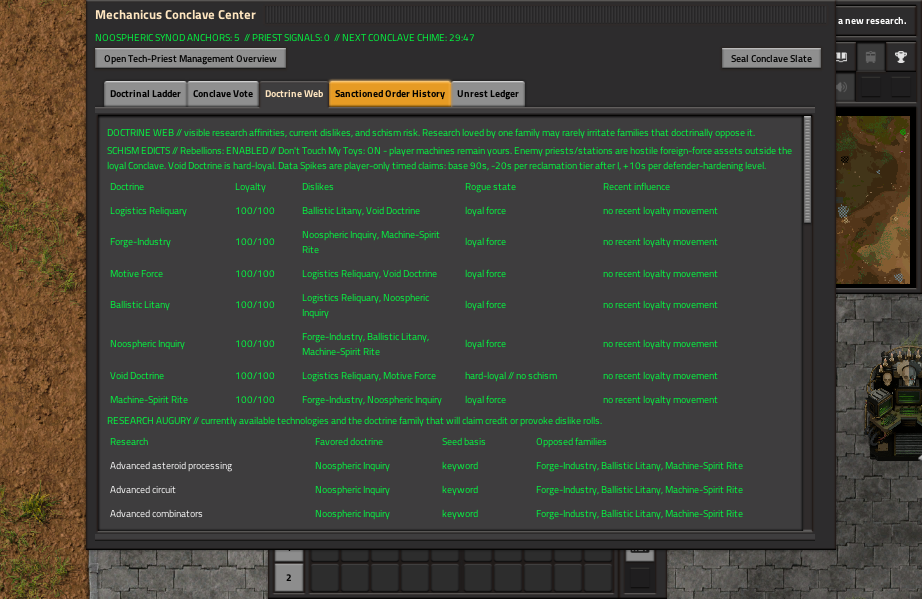 Mechanicus Conclave Center
a new research.
NOOSPHERIC SYNOD ANCHORS: 5 // PRIEST SIGNALS: 0 // NEXT CONCLAVE CHIME: 29:47
Open Tech-Priest Management Overview
Seal Conclave Slate
Doctrinal Ladder Conclave Vote Doctrine Web Sanctioned Order History Unrest Ledger
DOCTRINE WEB // visible research affinities, current dislikes, and schism risk. Research loved by one family may rarely irritate families that doctrinally oppose it.
SCHISM EDICTS // Rebellions: ENABLED // Don't Touch My Toys: ON - player machines remain yours. Enemy priests/stations are hostile foreign-force assets outside the
loyal Conclave. Void Doctrine is hard-loyal. Data Spikes are player-only timed claims: base 90s, -20s per reclamation tier after I, +10s per defender-hardening level.
Doctrine Loyalty Dislikes Rogue state Recent influence
Logistics Reliquary 100/100 Ballistic Litany, Void Doctrine loyal force no recent loyalty movement
Forge-Industry 100/100 Noospheric Inquiry, Machine-Spirit
Rite loyal force no recent loyalty movement
Motive Force 100/100 Logistics Reliquary, Void Doctrine loyal force no recent loyalty movement
Ballistic Litany 100/100 Logistics Reliquary, Noospheric
Inquiry loyal force no recent loyalty movement
Noospheric Inquiry 100/100 Forge-Industry, Ballistic Litany,
Machine-Spirit Rite loyal force no recent loyalty movement
Void Doctrine 100/100 Logistics Reliquary, Motive Force hard-loyal // no schism no recent loyalty movement
Machine-Spirit Rite 100/100 Forge-Industry, Noospheric Inquiry loyal force no recent loyalty movement
RESEARCH AUGURY // currently available technologies and the doctrine family that will claim credit or provoke dislike rolls.
Research Favored doctrine Seed basis Opposed families
Advanced asteroid processing Noospheric Inquiry keyword Forge-Industry, Ballistic Litany, Machine-Spirit Rite
Advanced circuit Noospheric Inquiry keyword Forge-Industry, Ballistic Litany, Machine-Spirit Rite
Advanced combinators Noospheric Inquiry keyword Forge-Industry, Ballistic Litany, Machine-Spirit Rite
2